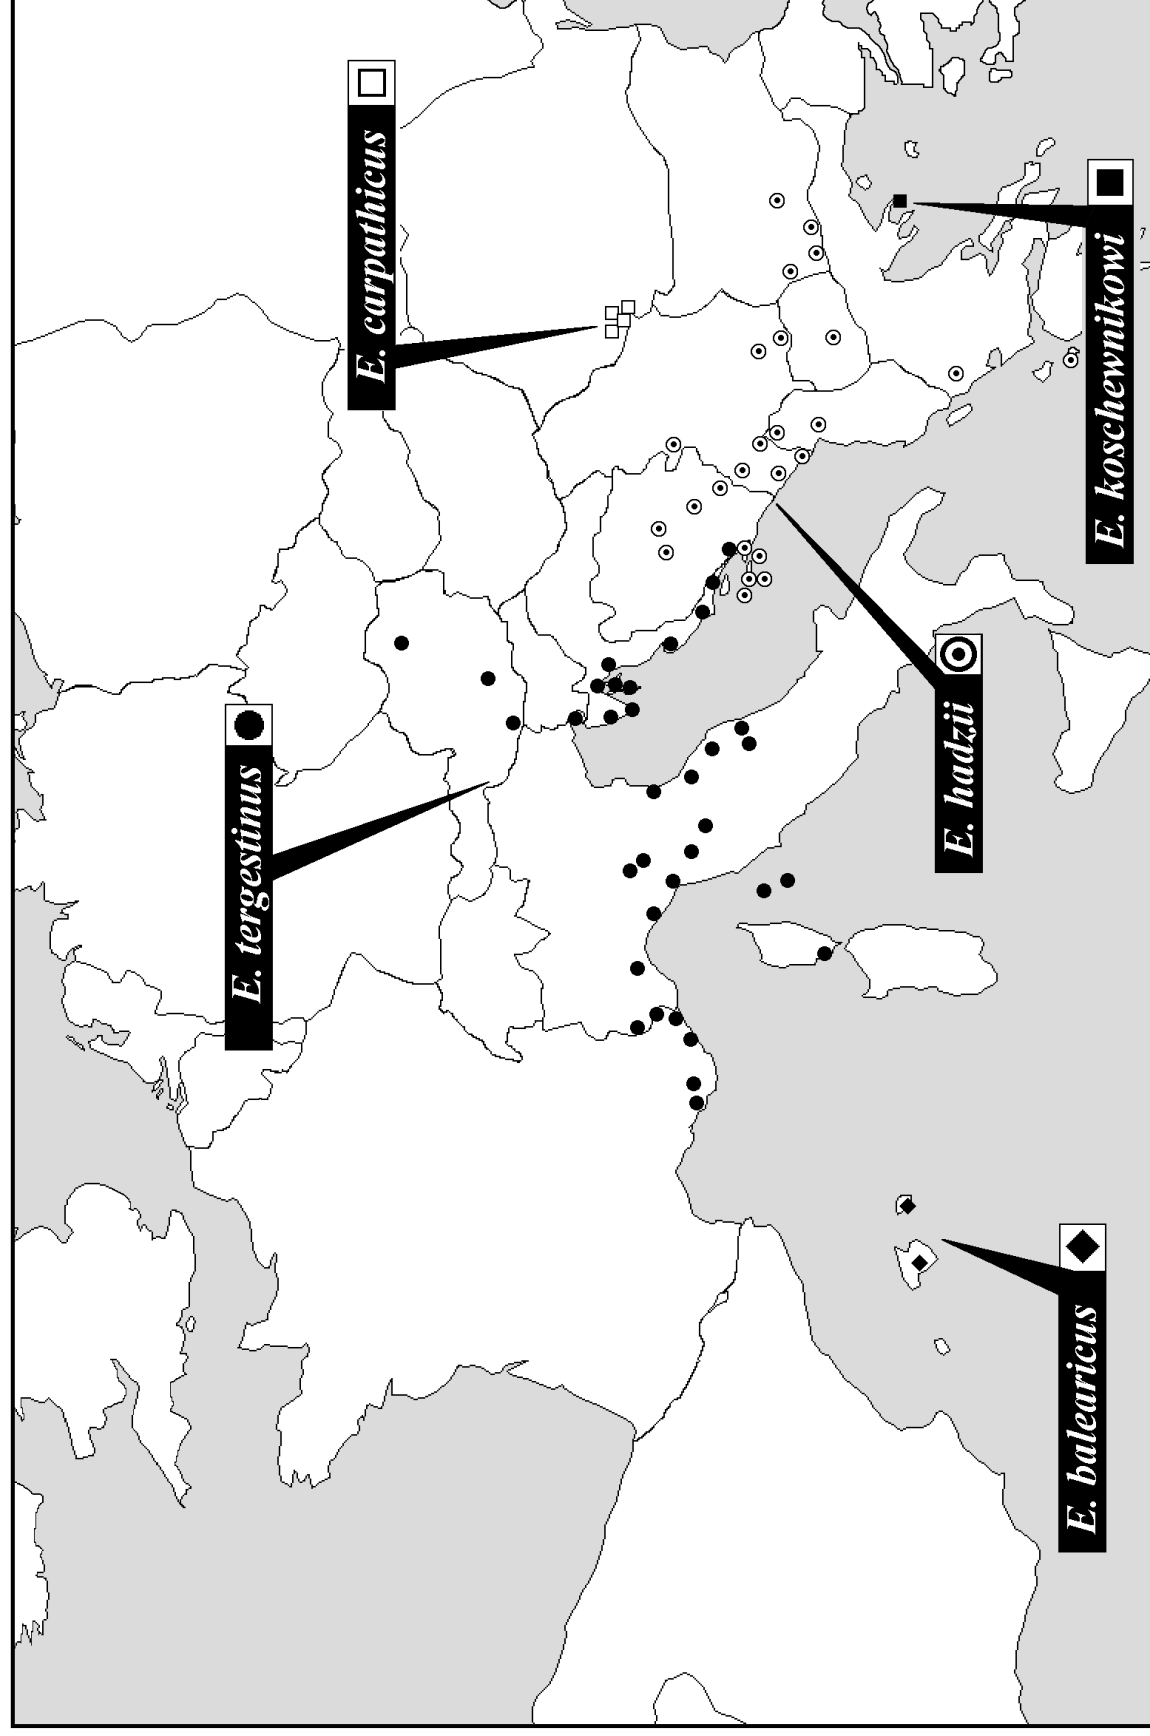 E. carpathicus
E. tergestinus
E. koschewnikowi
E. hadzii
E. balearicus